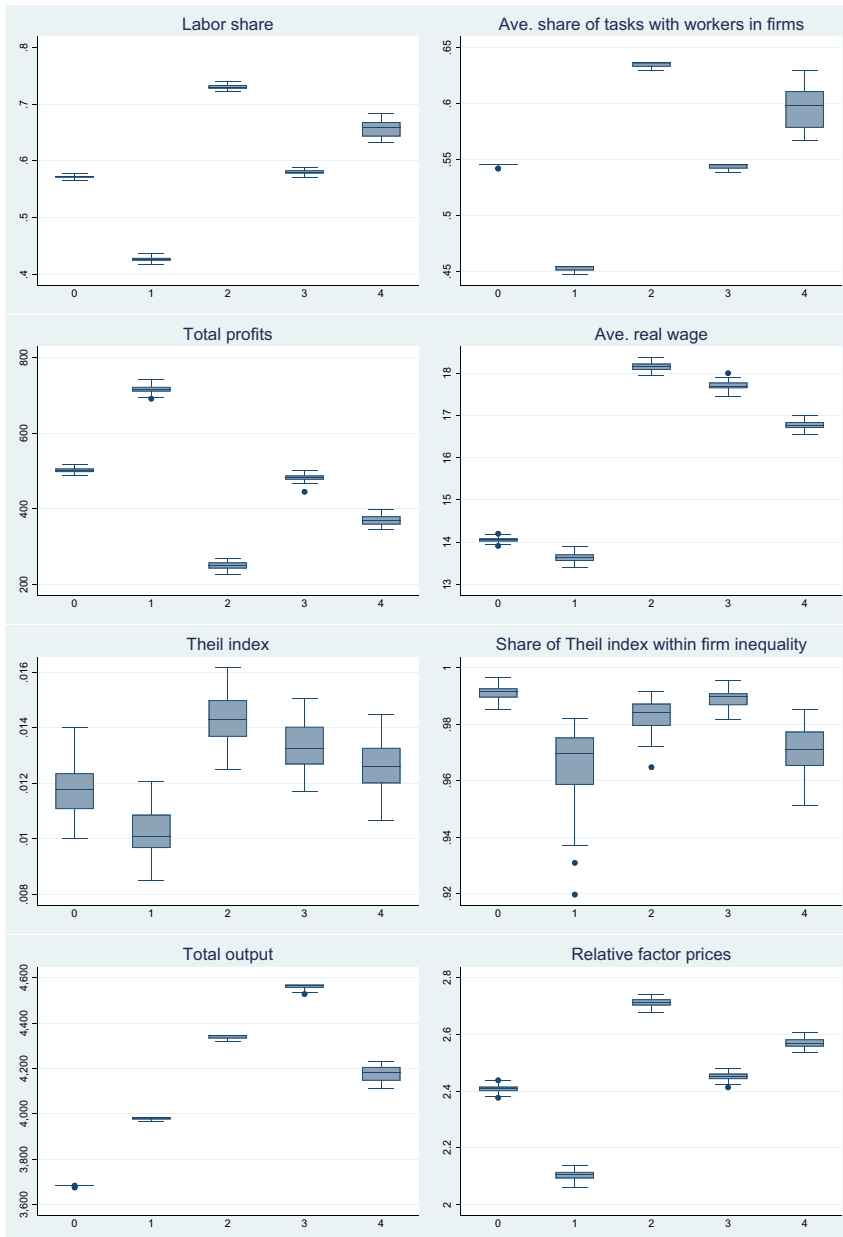 Labor share
.8
.7
.6
.5
.4
0 1 2 3 4
Ave. share of tasks with workers in firms
.65
.6
.55
.5
.45
0 1 2 3 4
Total profits
800
600
400
200
0 1 2 3 4
Ave. real wage
18
17
16
15
14
13
0 1 2 3 4
Theil index
.016
.014
.012
.01
.008
0 1 2 3 4
Share of Theil index within firm inequality
1
.98
.96
.94
.92
0 1 2 3 4
Total output
4,600
4,400
4,200
4,000
3,800
3,600
0 1 2 3 4
Relative factor prices
2.8
2.6
2.4
2.2
2
0 1 2 3 4